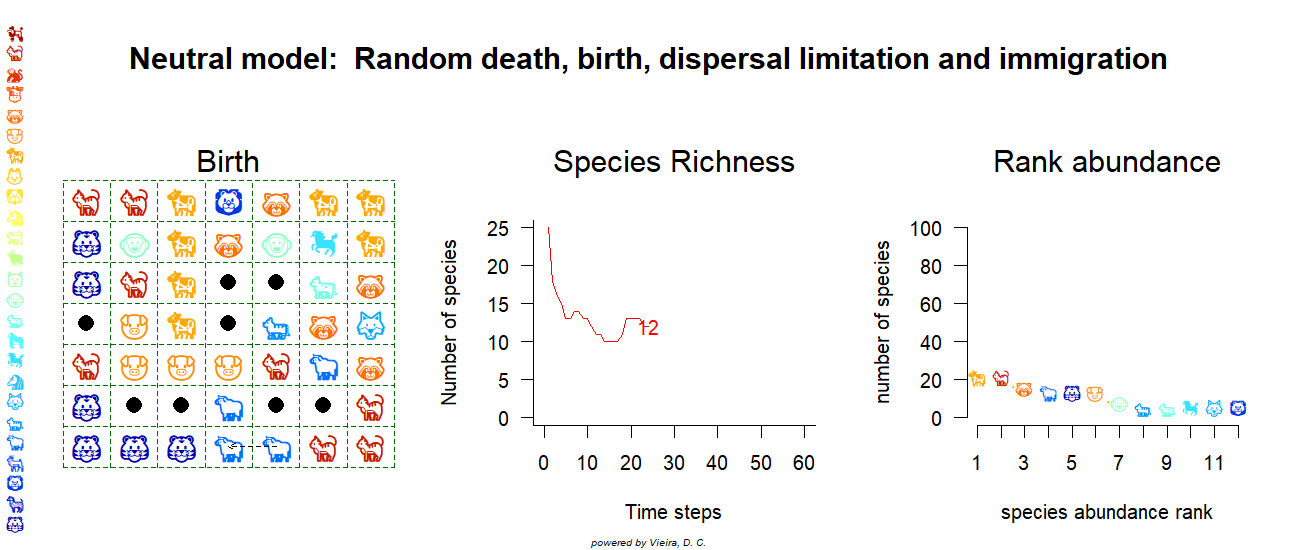 Neutral model:  Random death, birth, dispersal limitation and immigration
Birth
Species Richness
Number of species
25
20
15
10
5
0
12
0 10 20 30 40 50 60
Time steps
Rank abundance
number of species
100
80
60
40
20
0
1 3 5 7 9 11
species abundance rank
powered by Vieira, D. C.